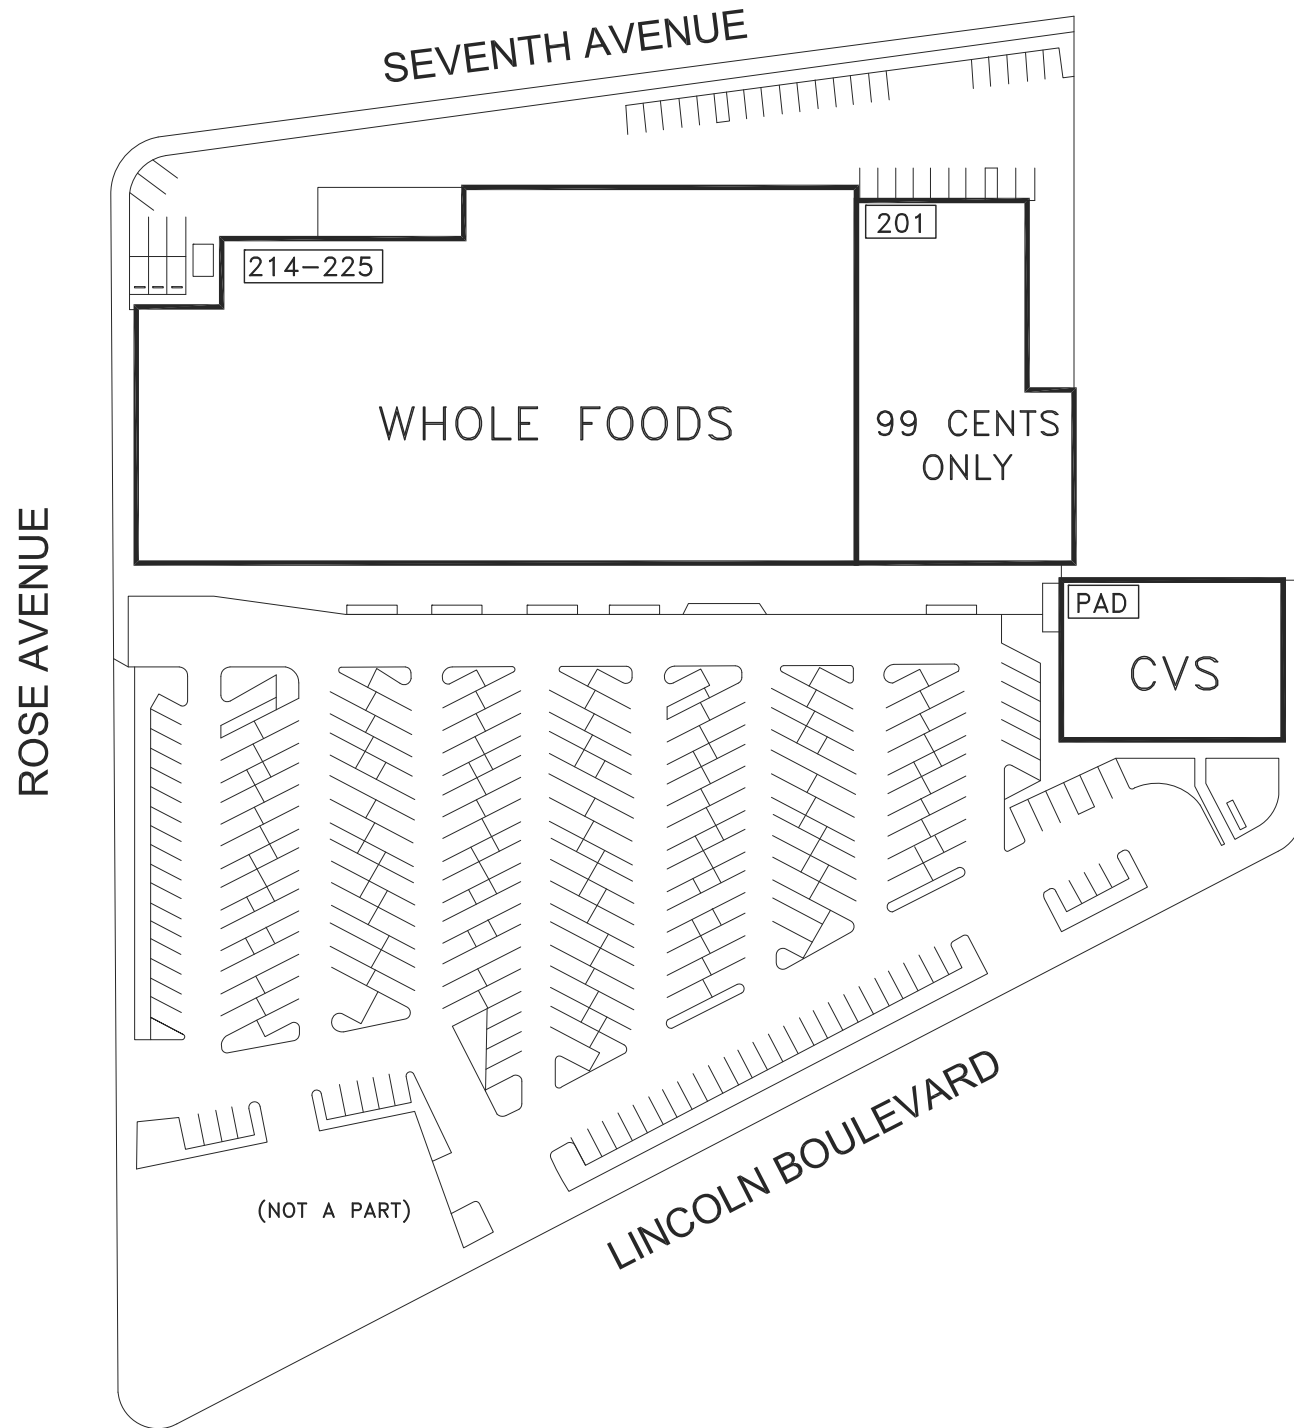 SEVENTH AVENUE
201
214-225
WHOLE FOODS
99 CENTS
ONLY
ROSE AVENUE
PAD
CVS
LINCOLN BOULEVARD
(NOT A PART)